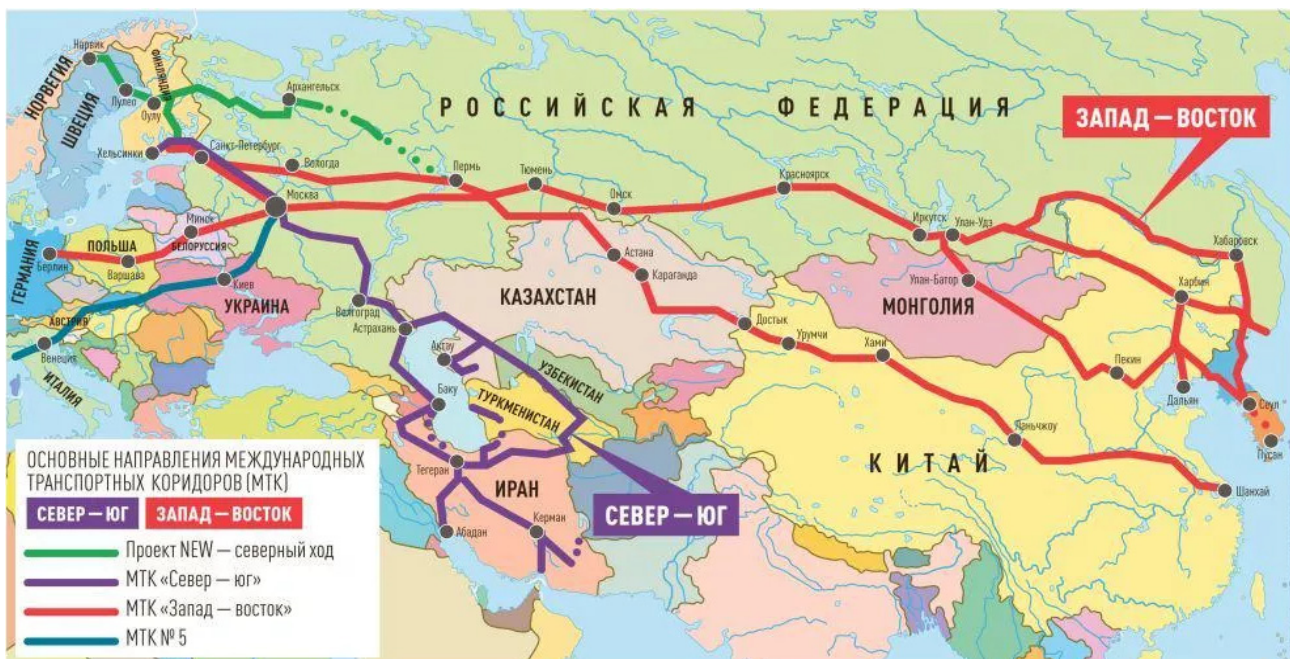 Нарвик
НОРВЕГИЯ
Лулео
ШВЕЦИЯ
ФИНЛЯНДИЯ
Оулу
Архангельск
РОССИЙСКАЯ ФЕДЕРАЦИЯ
ЗАПАД — ВОСТОК
Хельсинки
Санкт-Петербург
Вологда
Пермь
Тюмень
Омск
Красноярск
Москва
Иркутск
Улан-Удэ
Хабаровск
Минск
БЕЛОРУССИЯ
ПОЛЬША
Берлин
Варшава
ГЕРМАНИЯ
Киев
УКРАИНА
Астана
Караганда
КАЗАХСТАН
Улан-Батор
МОНГОЛИЯ
Харбин
АВСТРИЯ
Венеция
ИТАЛИЯ
Волгоград
Астрахань
Актау
УЗБЕКИСТАН
Достык
Урумчи
Хами
Пекин
Дальян
Сеул
Пусан
Баку
ТУРКМЕНИСТАН
Тегеран
ИРАН
Ланьчжоу
КИТАЙ
Шанхай
Абадан
Керман
СЕВЕР — ЮГ
ОСНОВНЫЕ НАПРАВЛЕНИЯ МЕЖДУНАРОДНЫХ
ТРАНСПОРТНЫХ КОРИДОРОВ (МТК)
СЕВЕР — ЮГ ЗАПАД — ВОСТОК
Проект NEW — северный ход
МТК «Север — юг»
МТК «Запад — восток»
МТК № 5